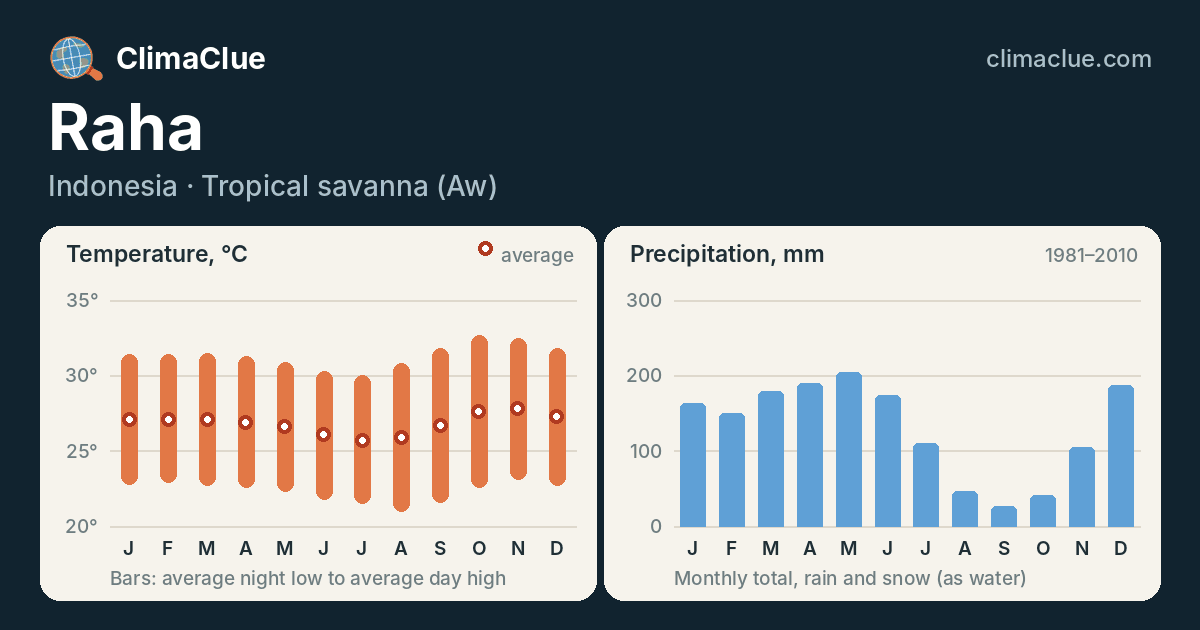 ClimaClue
climaclue.com
Raha
Indonesia · Tropical savanna (Aw)
Temperature, °C
average
35°
30°
25°
20°
J F M A M J J A S O N D
Bars: average night low to average day high
Precipitation, mm
1981–2010
300
200
100
0
J F M A M J J A S O N D
Monthly total, rain and snow (as water)